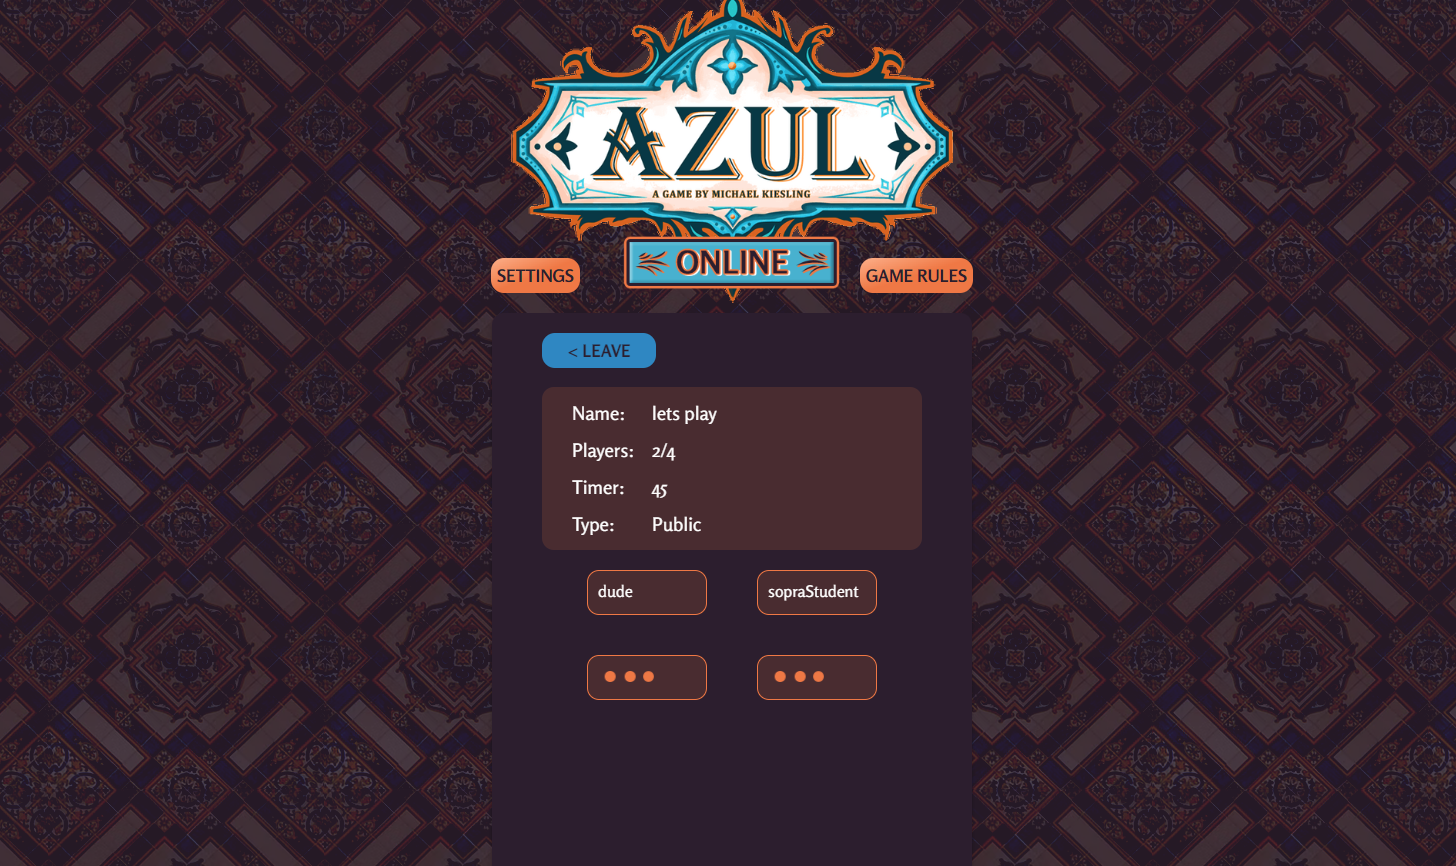 AZUL
A GAME BY MICHAEL KIESLING
ONLINE
SETTINGS
GAME RULES
< LEAVE
Name: lets play
Players: 2/4
Timer: 45
Type: Public
dude sopraStudent